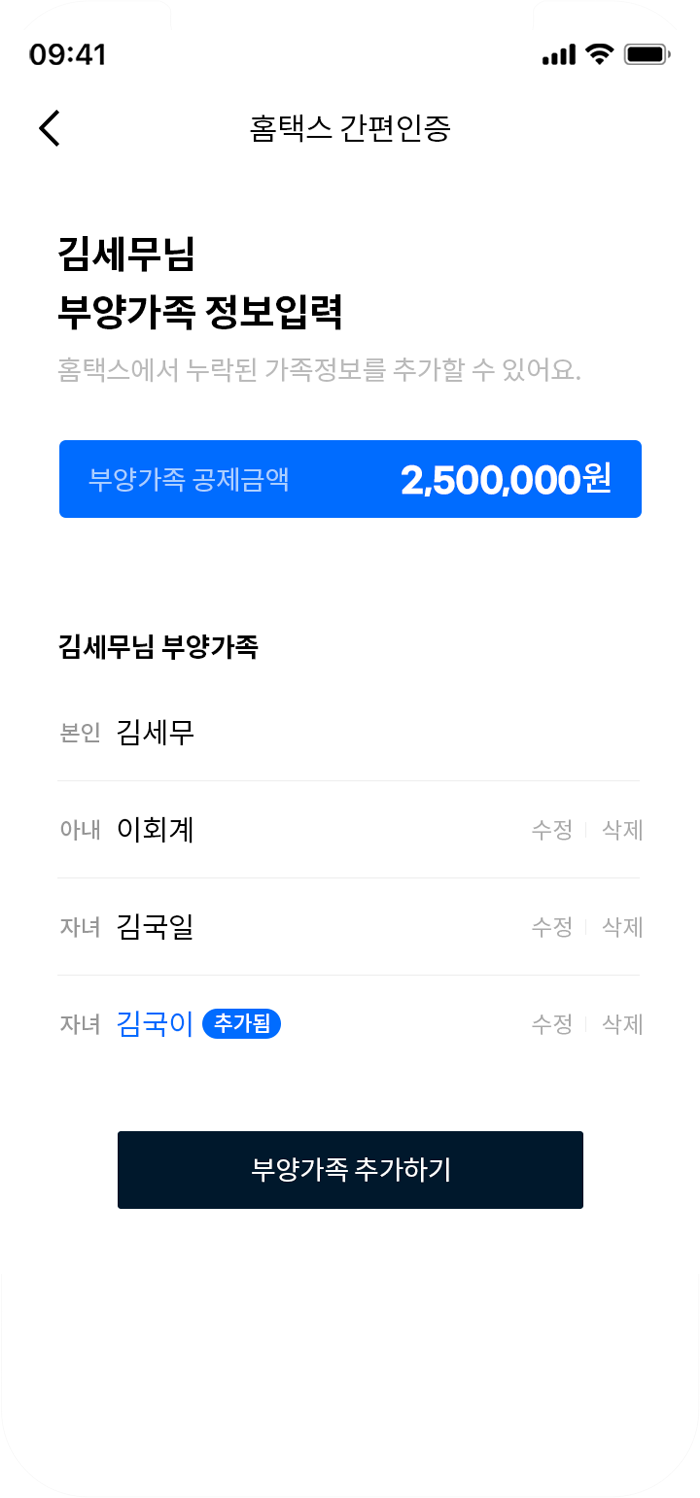 09:41
홈택스 간편인증
김세무님
부양가족 정보입력
홈택스에서 누락된 가족정보를 추가할 수 있어요.
부양가족 공제금액 2,500,000원
김세무님 부양가족
본인 김세무
아내 이회계 수정 삭제
자녀 김국일 수정 삭제
자녀 김국이 추가됨 수정 삭제
부양가족 추가하기